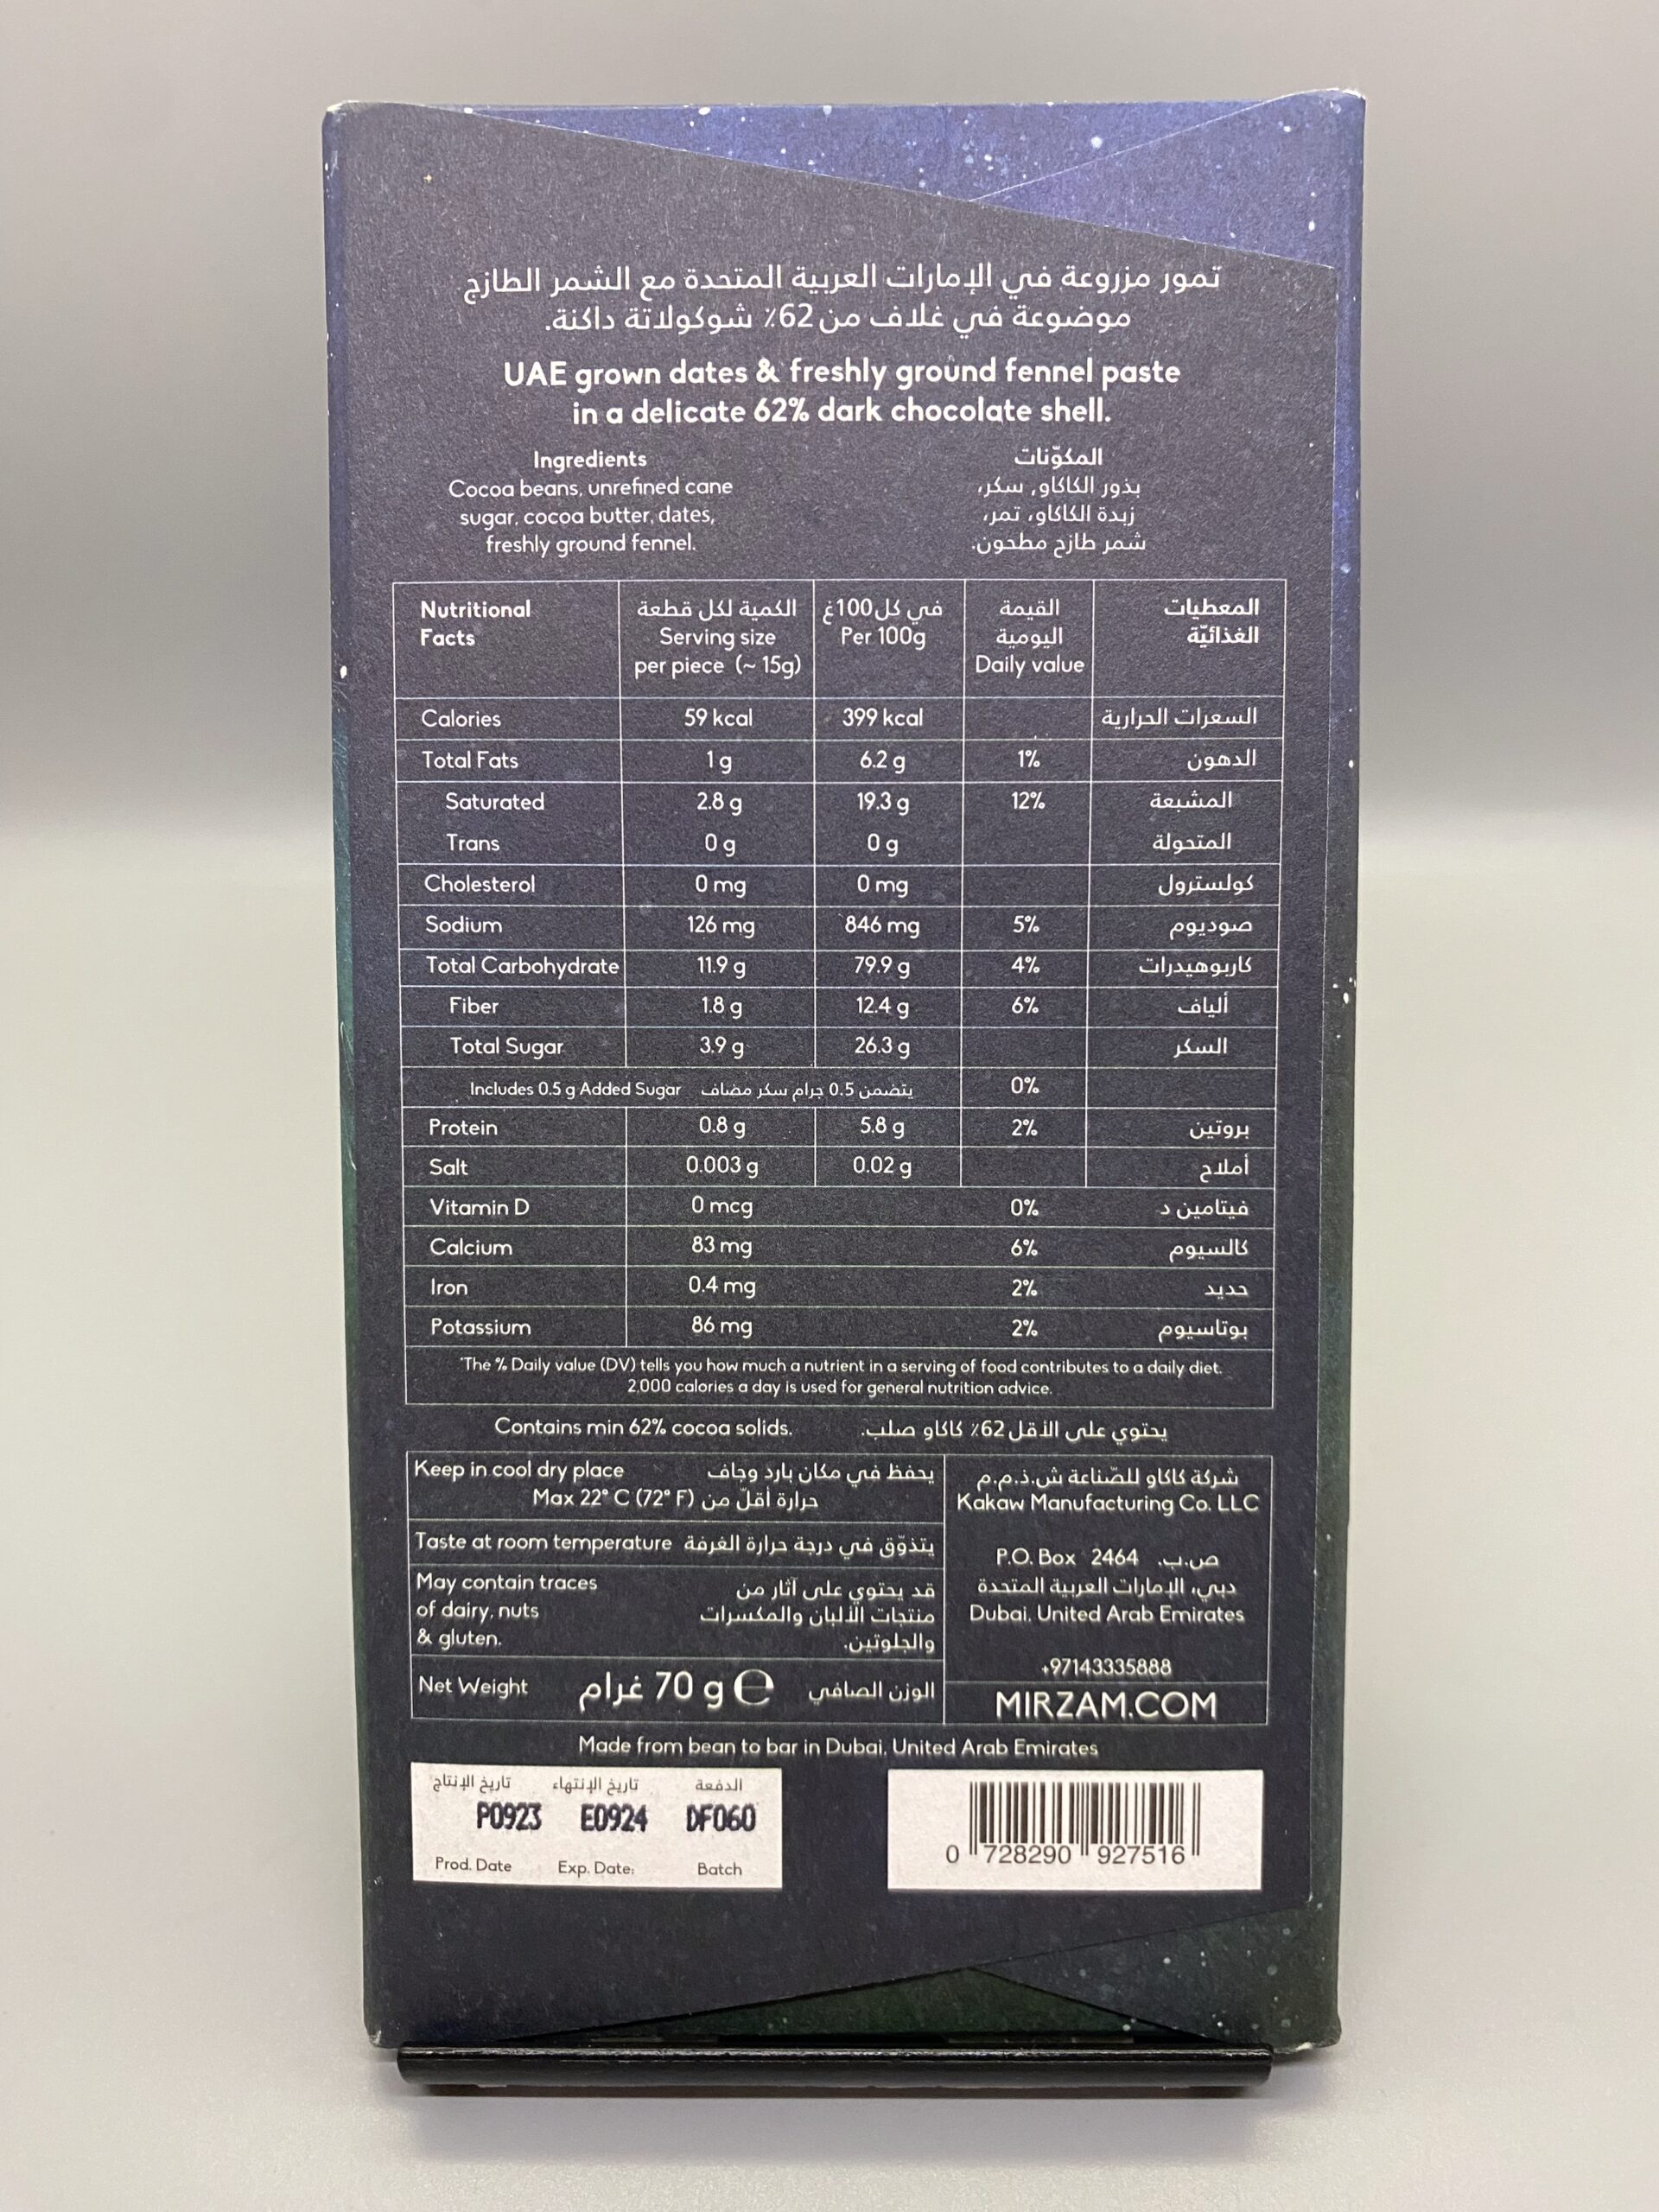 تمور مزروعة في الإمارات العربية المتحدة مع الشمر الطازج
موضوعة في غلاف من 62٪ شوكولاتة داكنة.
UAE grown dates & freshly ground fennel paste
in a delicate 62% dark chocolate shell.
Ingredients
Cocoa beans, unrefined cane
sugar, cocoa butter, dates,
freshly ground fennel.
المكوّنات
بذور الكاكاو, سكر،
زبدة الكاكاو، تمر،
شمر طازح مطحون.
Nutritional
Facts
الكمية لكل قطعة
Serving size
per piece (~ 15g)
في كل 100غ
Per 100g
القيمة
اليومية
Daily value
المعطيات
الغذائيّة
Calories 59 kcal 399 kcal السعرات الحرارية
Total Fats 1 g 6.2 g 1% الدهون
Saturated 2.8 g 19.3 g 12% المشبعة
Trans 0 g 0 g المتحولة
Cholesterol 0 mg 0 mg كولسترول
Sodium 126 mg 846 mg 5% صوديوم
Total Carbohydrate 11.9 g 79.9 g 4% كاربوهيدرات
Fiber 1.8 g 12.4 g 6% ألياف
Total Sugar 3.9 g 26.3 g السكر
Includes 0.5 g Added Sugar يتضمن 0.5 جرام سكر مضاف 0%
Protein 0.8 g 5.8 g 2% بروتين
Salt 0.003 g 0.02 g أملاح
Vitamin D 0 mcg 0% فيتامين د
Calcium 83 mg 6% كالسيوم
Iron 0.4 mg 2% حديد
Potassium 86 mg 2% بوتاسيوم
*The % Daily value (DV) tells you how much a nutrient in a serving of food contributes to a daily diet.
2,000 calories a day is used for general nutrition advice.
Contains min 62% cocoa solids. يحتوي على الأقل 62٪ كاكاو صلب.
Keep in cool dry place يحفظ في مكان بارد وجاف
Max 22° C (72° F) حرارة أقلّ من
Taste at room temperature يتذوّق في درجة حرارة الغرفة
May contain traces
of dairy, nuts
& gluten.
قد يحتوي على آثار من
منتجات الألبان والمكسرات
والجلوتين.
Net Weight 70 g ℮ غرام الوزن الصافي
شركة كاكاو للصّناعة ش.ذ.م.م
Kakaw Manufacturing Co. LLC
P.O. Box 2464 ص.ب.
دبي، الإمارات العربية المتحدة
Dubai, United Arab Emirates
+97143335888
MIRZAM.COM
Made from bean to bar in Dubai, United Arab Emirates
تاريخ الإنتاج تاريخ الإنتهاء الدفعة
P0923 E0924 DF060
Prod. Date Exp. Date: Batch
0 728290 927516